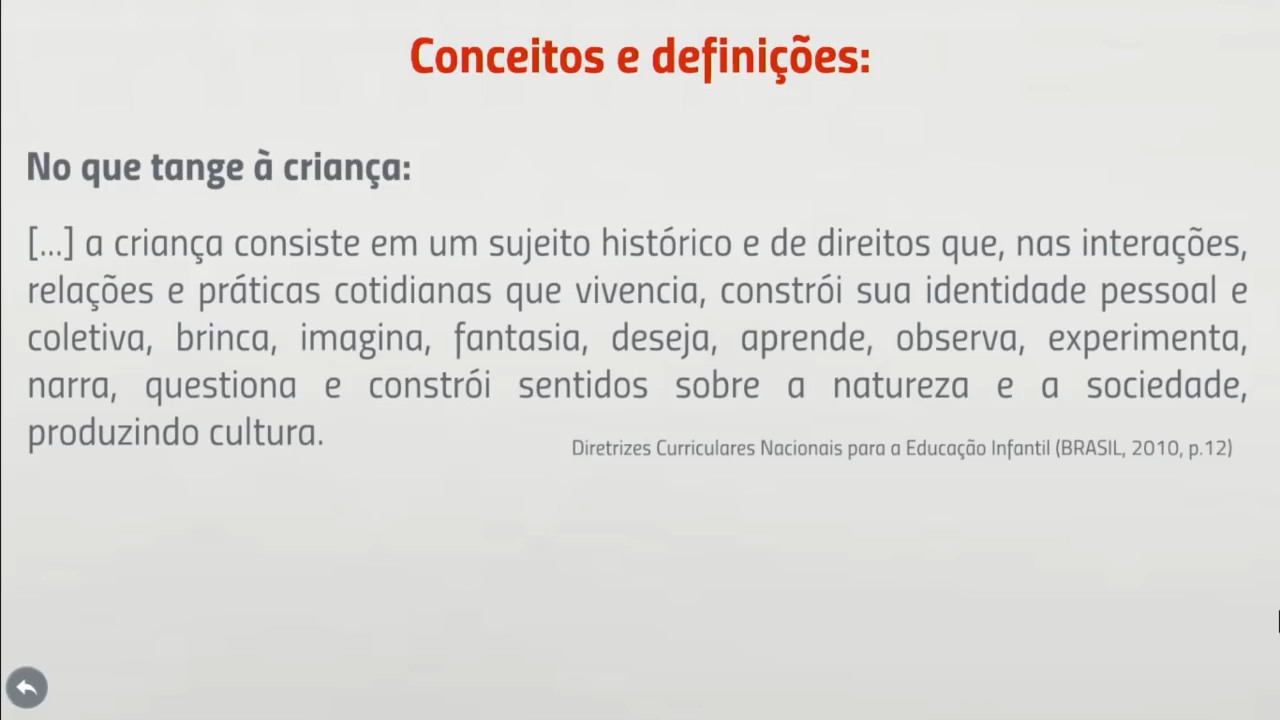 Conceitos e definições:
No que tange à criança:
[...] a criança consiste em um sujeito histórico e de direitos que, nas interações,
relações e práticas cotidianas que vivencia, constrói sua identidade pessoal e
coletiva, brinca, imagina, fantasia, deseja, aprende, observa, experimenta,
narra, questiona e constrói sentidos sobre a natureza e a sociedade,
produzindo cultura.
Diretrizes Curriculares Nacionais para a Educação Infantil (BRASIL, 2010, p.12)